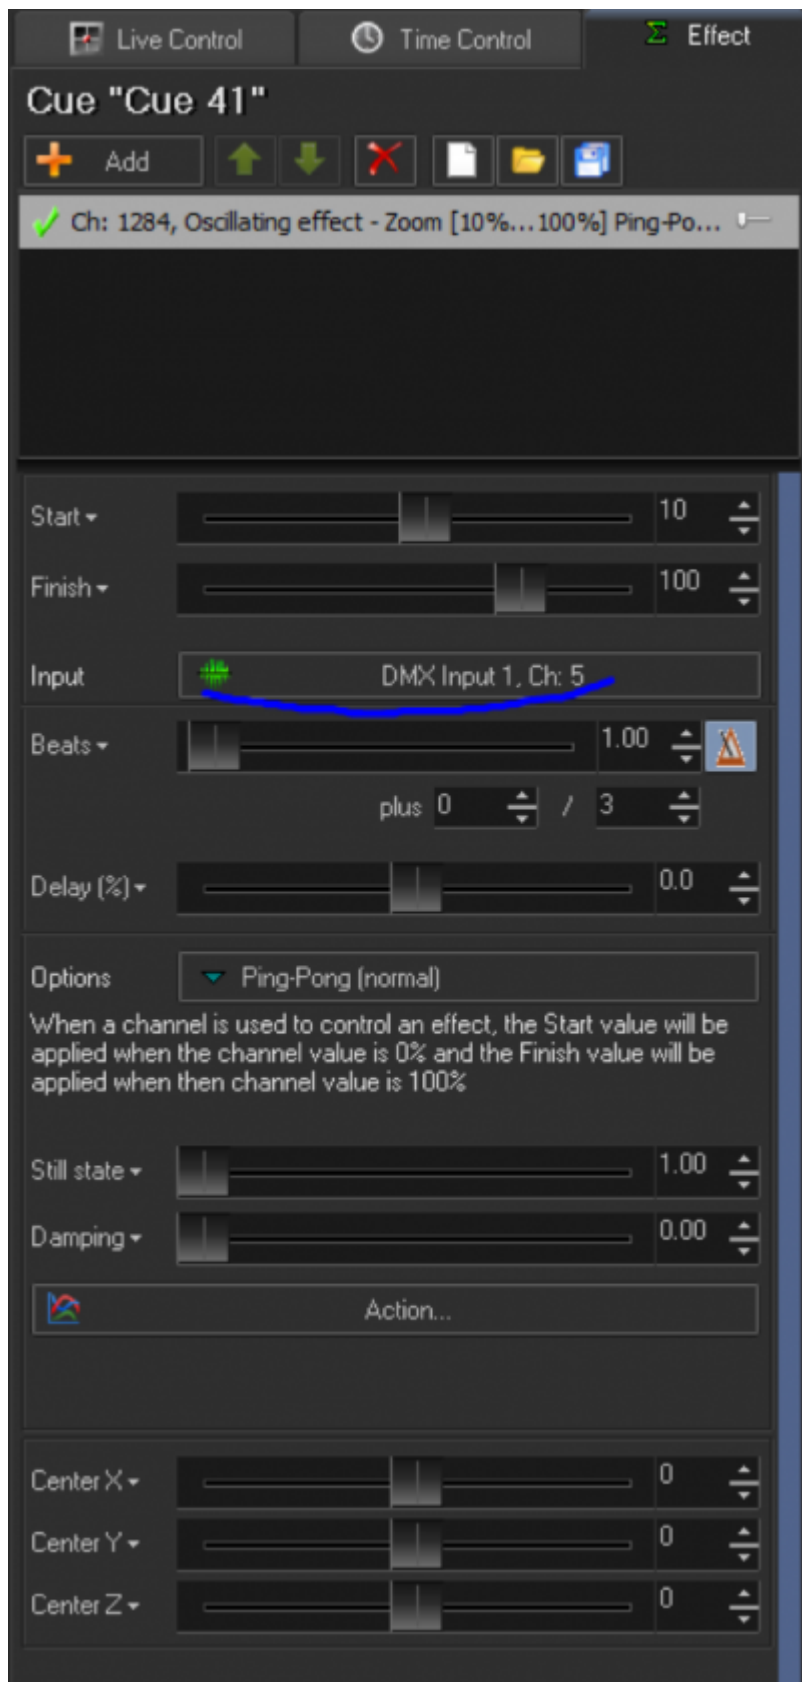 Live Control Time Control Effect
Cue "Cue 41"
Add
Ch: 1284, Oscillating effect - Zoom [10%...100%] Ping-Po...
Start 10
Finish 100
Input DMX Input 1, Ch: 5
Beats 1.00
plus 0 / 3
Delay (%) 0.0
Options Ping-Pong (normal)
When a channel is used to control an effect, the Start value will be
applied when the channel value is 0% and the Finish value will be
applied when then channel value is 100%
Still state 1.00
Damping 0.00
Action...
Center X 0
Center Y 0
Center Z 0